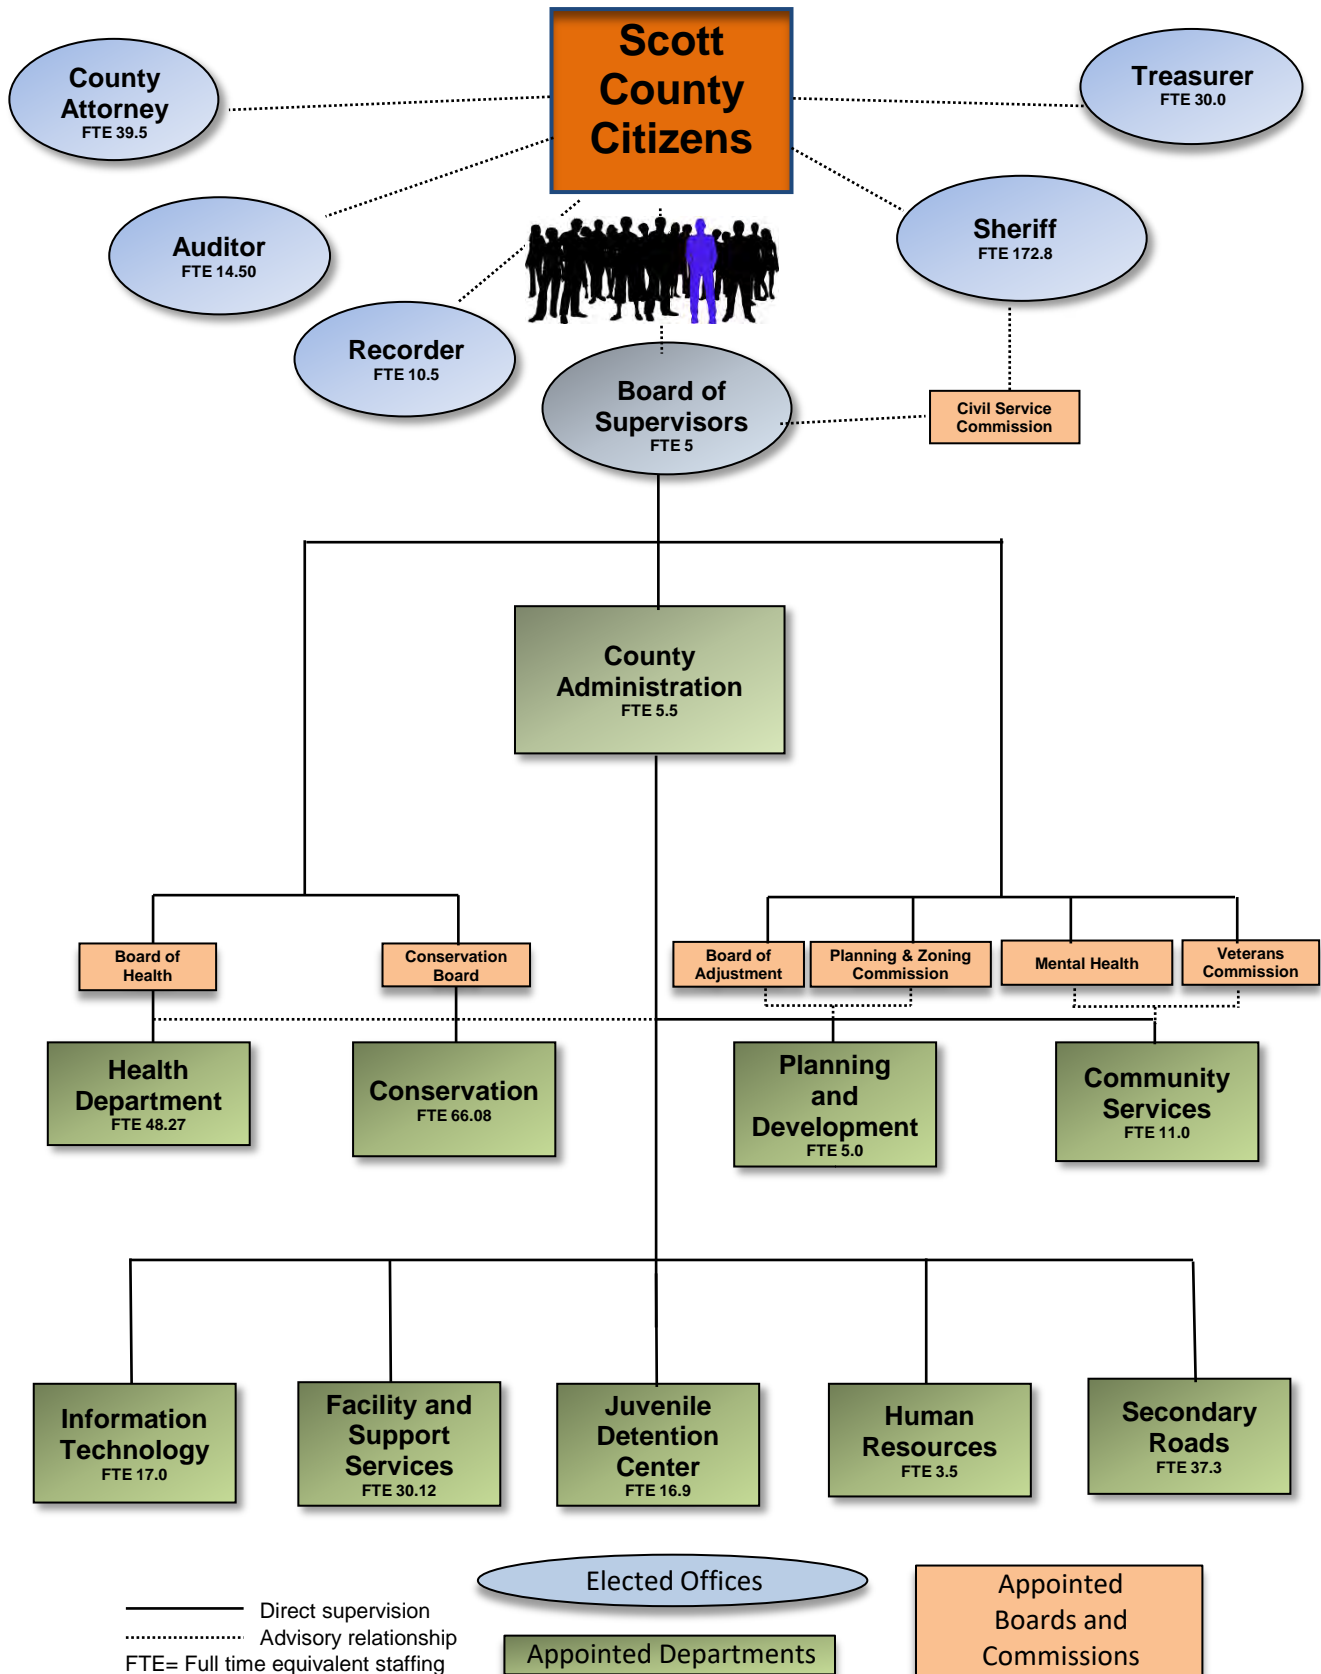 Scott
County
Citizens
County
Attorney
FTE 39.5
Treasurer
FTE 30.0
Auditor
FTE 14.50
Sheriff
FTE 172.8
Recorder
FTE 10.5
Board of
Supervisors
FTE 5
Civil Service
Commission
County
Administration
FTE 5.5
Board of
Health
Conservation
Board
Board of
Adjustment
Planning & Zoning
Commission
Mental Health
Veterans
Commission
Health
Department
FTE 48.27
Conservation
FTE 66.08
Planning
and
Development
FTE 5.0
Community
Services
FTE 11.0
Information
Technology
FTE 17.0
Facility and
Support
Services
FTE 30.12
Juvenile
Detention
Center
FTE 16.9
Human
Resources
FTE 3.5
Secondary
Roads
FTE 37.3
Direct supervision
Advisory relationship
FTE= Full time equivalent staffing
Elected Offices
Appointed Departments
Appointed
Boards and
Commissions